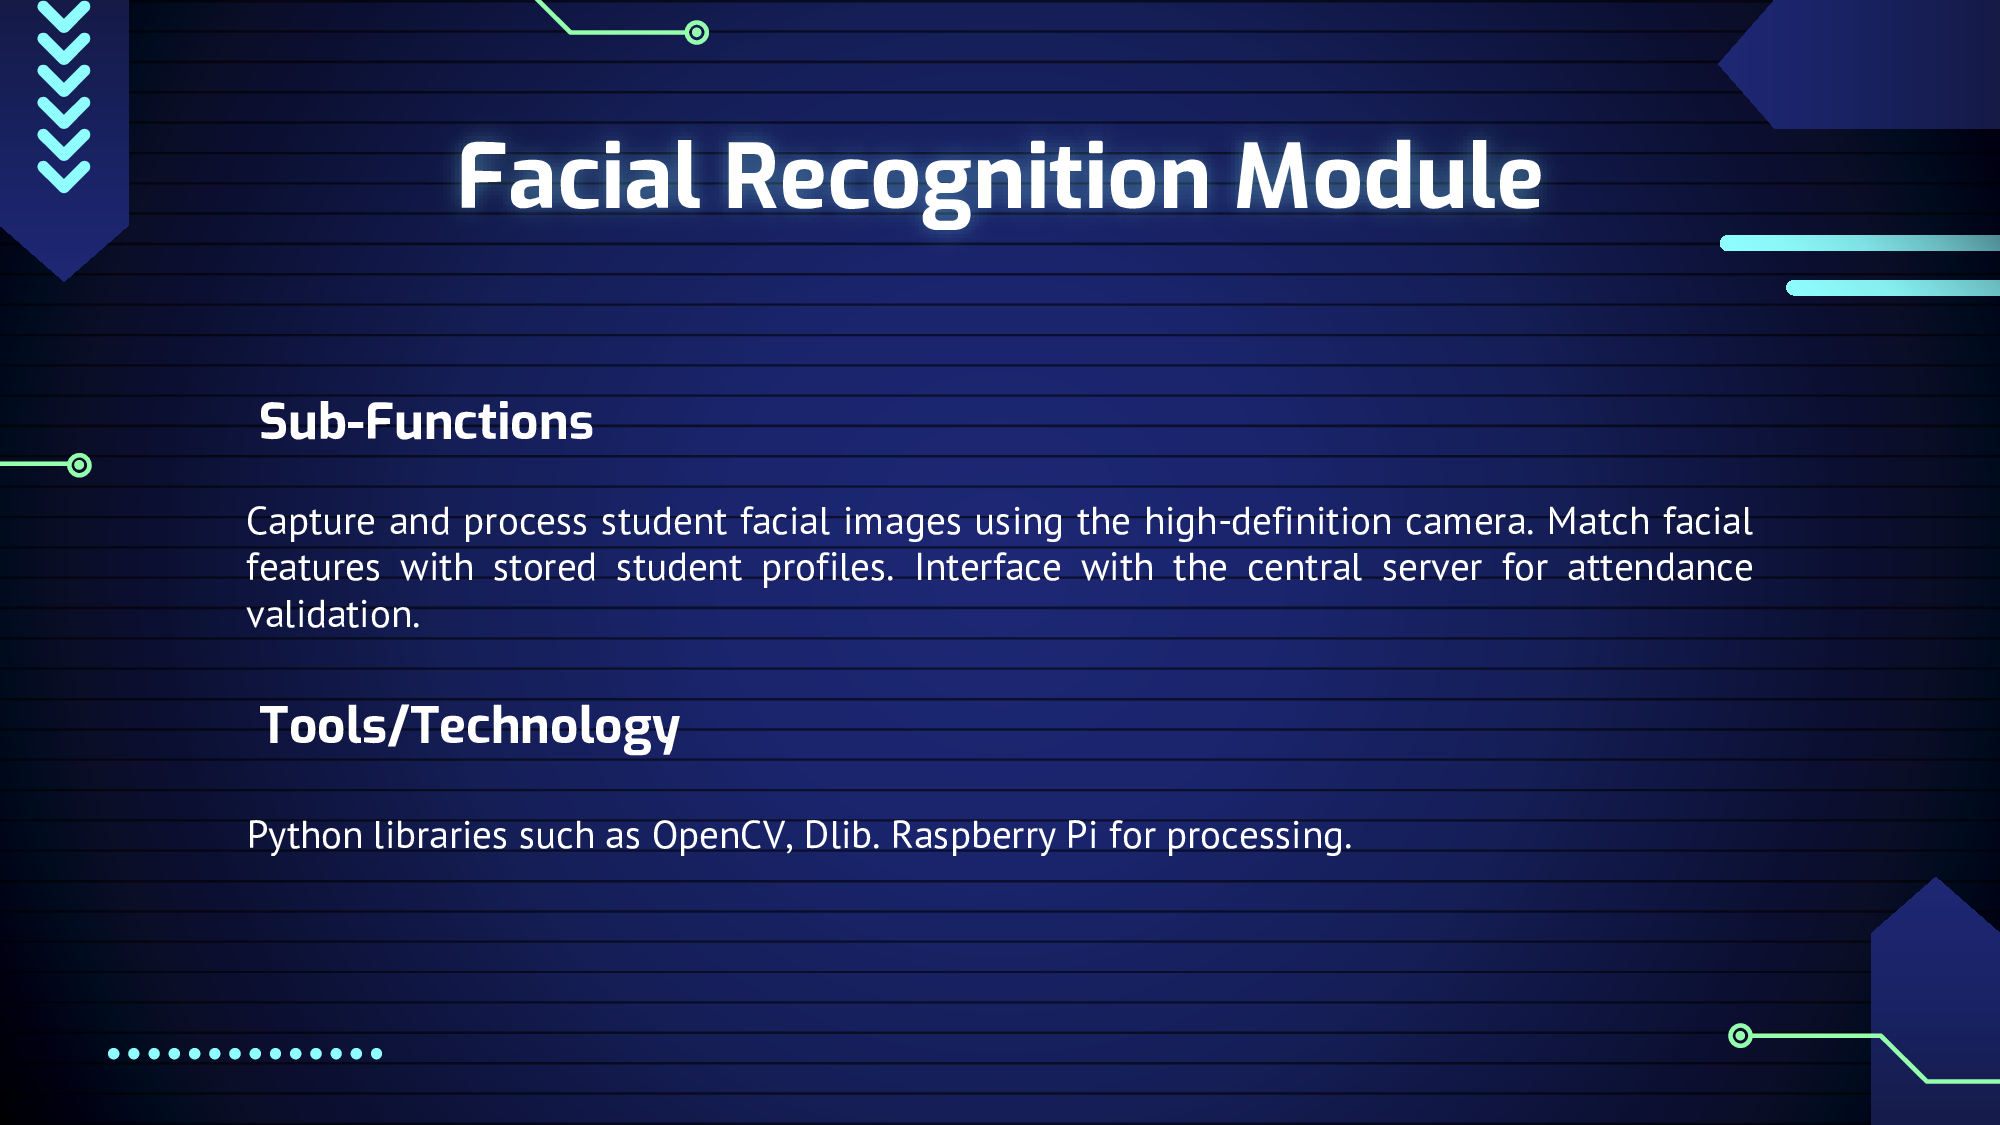 Facial Recognition Module
Sub-Functions
Capture and process student facial images using the high-definition camera. Match facial
features with stored student profiles. Interface with the central server for attendance
validation.
Tools/Technology
Python libraries such as OpenCV, Dlib. Raspberry Pi for processing.